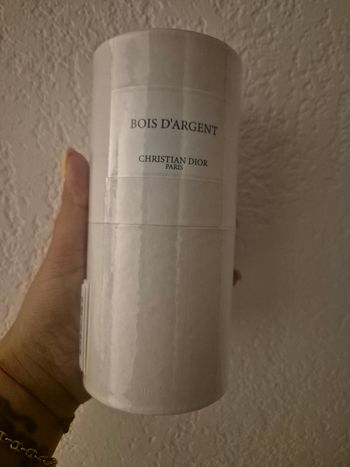 BOIS D'ARGENT
CHRISTIAN DIOR
PARIS